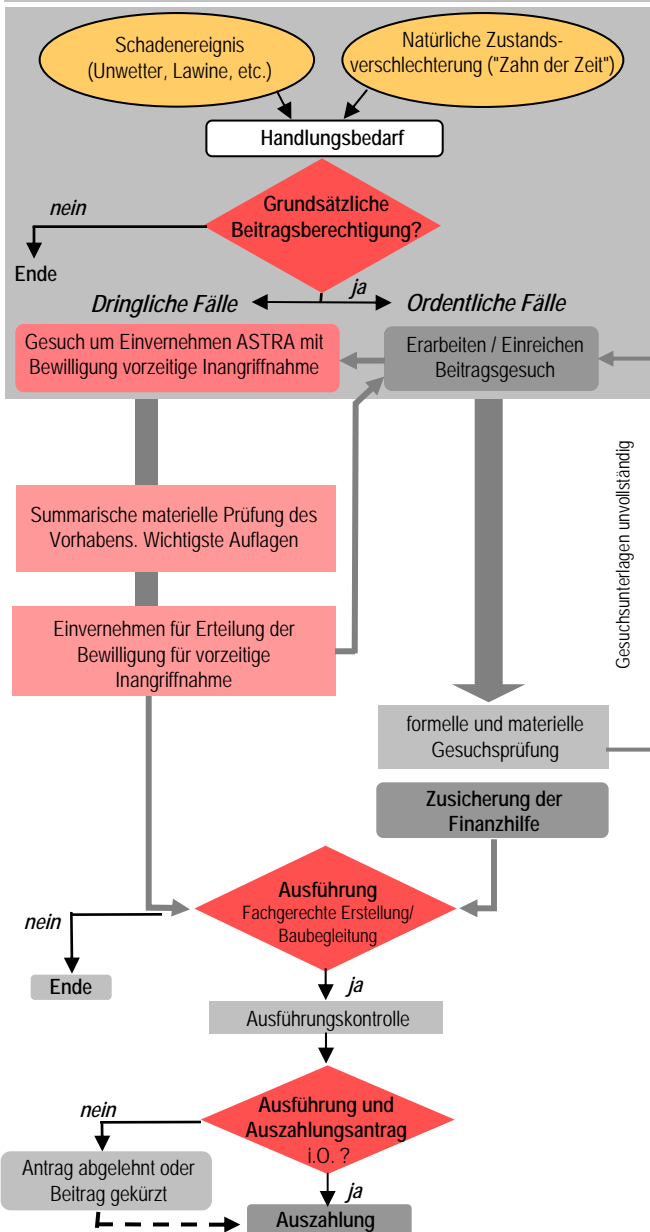 Schadenereignis
(Unwetter, Lawine, etc.)
Natürliche Zustands-
verschlechterung ("Zahn der Zeit")
Handlungsbedarf
Grundsätzliche
Beitragsberechtigung?
nein
Ende
ja
Dringliche Fälle
Ordentliche Fälle
Gesuch um Einvernehmen ASTRA mit
Bewilligung vorzeitige Inangriffnahme
Erarbeiten / Einreichen
Beitragsgesuch
Gesuchsunterlagen unvollständig
Summarische materielle Prüfung des
Vorhabens. Wichtigste Auflagen
Einvernehmen für Erteilung der
Bewilligung für vorzeitige
Inangriffnahme
formelle und materielle
Gesuchsprüfung
Zusicherung der
Finanzhilfe
Ausführung
Fachgerechte Erstellung/
Baubegleitung
nein
Ende
ja
Ausführungskontrolle
Ausführung und
Auszahlungsantrag
i.O. ?
nein
Antrag abgelehnt oder
Beitrag gekürzt
ja
Auszahlung